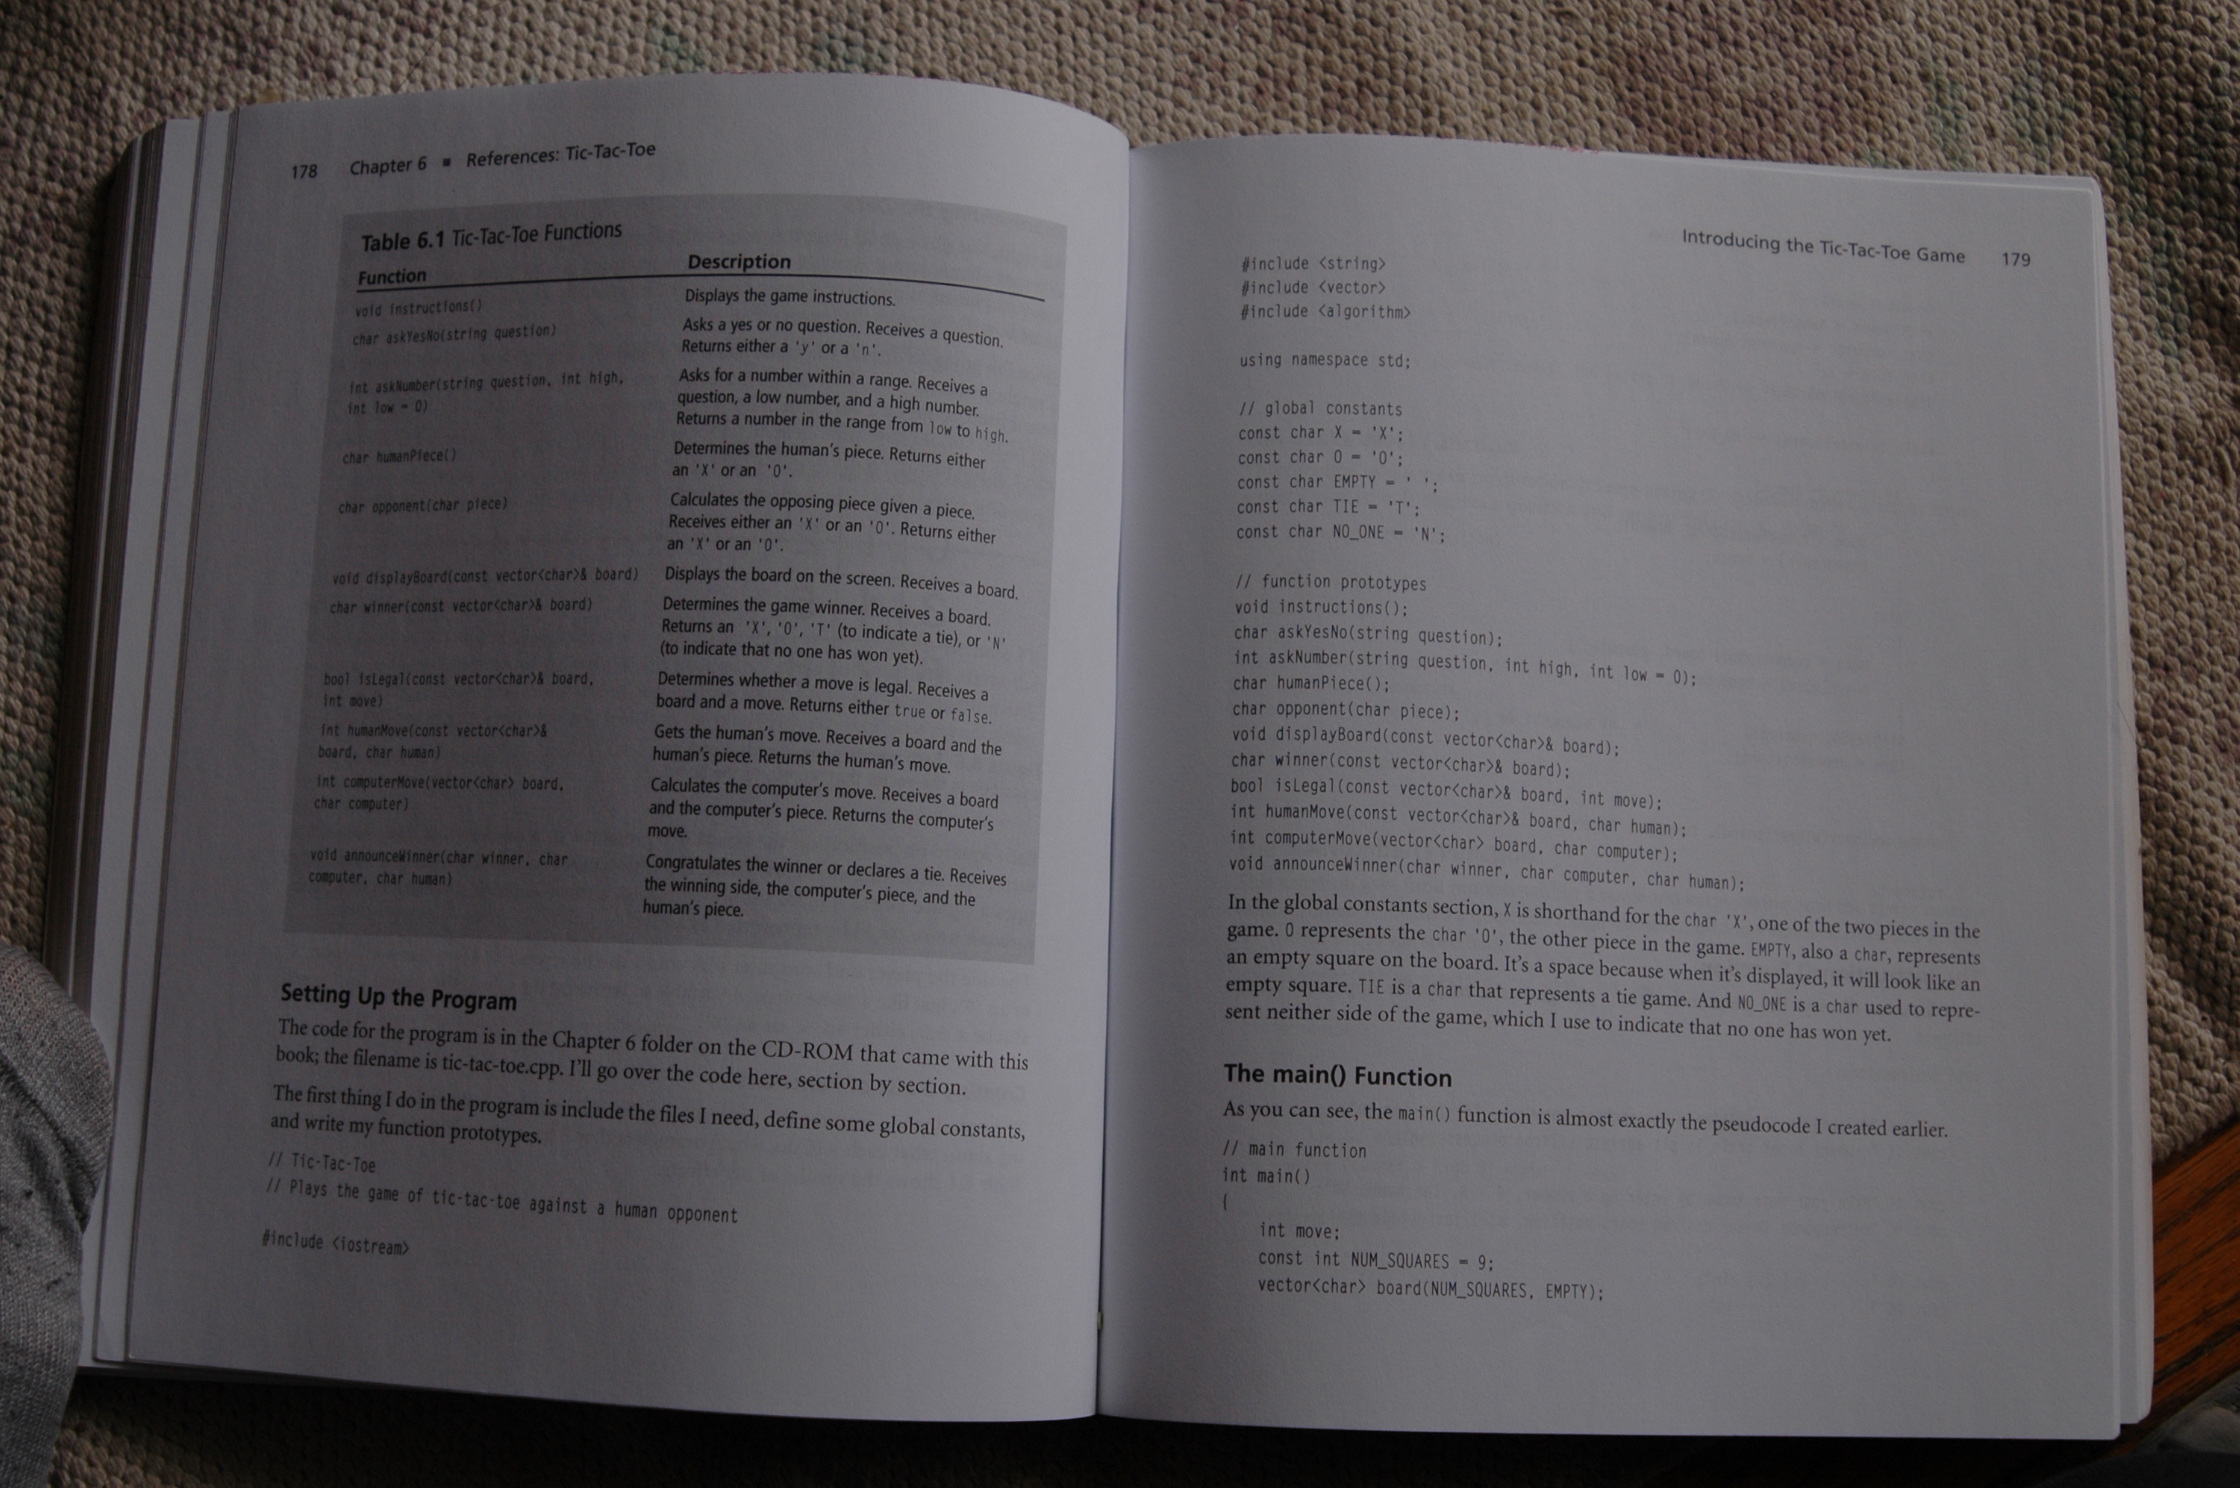 178 Chapter 6 ■ References: Tic-Tac-Toe
Table 6.1 Tic-Tac-Toe Functions
Function Description
void instructions() Displays the game instructions.
char askYesNo(string question) Asks a yes or no question. Receives a question.
Returns either a 'y' or a 'n'.
int askNumber(string question, int high, Asks for a number within a range. Receives a
int low = 0) question, a low number, and a high number.
Returns a number in the range from low to high.
char humanPiece() Determines the human's piece. Returns either
an 'X' or an 'O'.
char opponent(char piece) Calculates the opposing piece given a piece.
Receives either an 'X' or an 'O'. Returns either
an 'X' or an 'O'.
void displayBoard(const vector<char>& board) Displays the board on the screen. Receives a board.
char winner(const vector<char>& board) Determines the game winner. Receives a board.
Returns an 'X', 'O', 'T' (to indicate a tie), or 'N'
(to indicate that no one has won yet).
bool isLegal(const vector<char>& board, Determines whether a move is legal. Receives a
int move) board and a move. Returns either true or false.
int humanMove(const vector<char>& Gets the human's move. Receives a board and the
board, char human) human's piece. Returns the human's move.
int computerMove(vector<char> board, Calculates the computer's move. Receives a board
char computer) and the computer's piece. Returns the computer's
move.
void announceWinner(char winner, char Congratulates the winner or declares a tie. Receives
computer, char human) the winning side, the computer's piece, and the
human's piece.
Setting Up the Program
The code for the program is in the Chapter 6 folder on the CD-ROM that came with this
book; the filename is tic-tac-toe.cpp. I'll go over the code here, section by section.
The first thing I do in the program is include the files I need, define some global constants,
and write my function prototypes.
// Tic-Tac-Toe
// Plays the game of tic-tac-toe against a human opponent
#include <iostream>
Introducing the Tic-Tac-Toe Game 179
#include <string>
#include <vector>
#include <algorithm>
using namespace std;
// global constants
const char X = 'X';
const char O = 'O';
const char EMPTY = ' ';
const char TIE = 'T';
const char NO_ONE = 'N';
// function prototypes
void instructions();
char askYesNo(string question);
int askNumber(string question, int high, int low = 0);
char humanPiece();
char opponent(char piece);
void displayBoard(const vector<char>& board);
char winner(const vector<char>& board);
bool isLegal(const vector<char>& board, int move);
int humanMove(const vector<char>& board, char human);
int computerMove(vector<char> board, char computer);
void announceWinner(char winner, char computer, char human);
In the global constants section, X is shorthand for the char 'X', one of the two pieces in the
game. O represents the char 'O', the other piece in the game. EMPTY, also a char, represents
an empty square on the board. It's a space because when it's displayed, it will look like an
empty square. TIE is a char that represents a tie game. And NO_ONE is a char used to repre-
sent neither side of the game, which I use to indicate that no one has won yet.
The main() Function
As you can see, the main() function is almost exactly the pseudocode I created earlier.
// main function
int main()
{
int move;
const int NUM_SQUARES = 9;
vector<char> board(NUM_SQUARES, EMPTY);